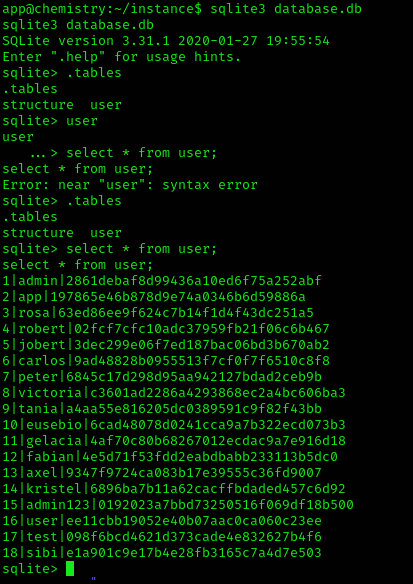 app@chemistry:~/instance$ sqlite3 database.db
sqlite3 database.db
SQLite version 3.31.1 2020-01-27 19:55:54
Enter ".help" for usage hints.
sqlite> .tables
.tables
structure  user
sqlite> user
user
   ...> select * from user;
select * from user;
Error: near "user": syntax error
sqlite> .tables
.tables
structure  user
sqlite> select * from user;
select * from user;
1|admin|2861debaf8d99436a10ed6f75a252abf
2|app|197865e46b878d9e74a0346b6d59886a
3|rosa|63ed86ee9f624c7b14f1d4f43dc251a5
4|robert|02fcf7cfc10adc37959fb21f06c6b467
5|jobert|3dec299e06f7ed187bac06bd3b670ab2
6|carlos|9ad48828b0955513f7cf0f7f6510c8f8
7|peter|6845c17d298d95aa942127bdad2ceb9b
8|victoria|c3601ad2286a4293868ec2a4bc606ba3
9|tania|a4aa55e816205dc0389591c9f82f43bb
10|eusebio|6cad48078d0241cca9a7b322ecd073b3
11|gelacia|4af70c80b68267012ecdac9a7e916d18
12|fabian|4e5d71f53fdd2eabdbabb233113b5dc0
13|axel|9347f9724ca083b17e39555c36fd9007
14|kristel|6896ba7b11a62cacffbdaded457c6d92
15|admin123|0192023a7bbd73250516f069df18b500
16|user|ee11cbb19052e40b07aac0ca060c23ee
17|test|098f6bcd4621d373cade4e832627b4f6
18|sibi|e1a901c9e17b4e28fb3165c7a4d7e503
sqlite>